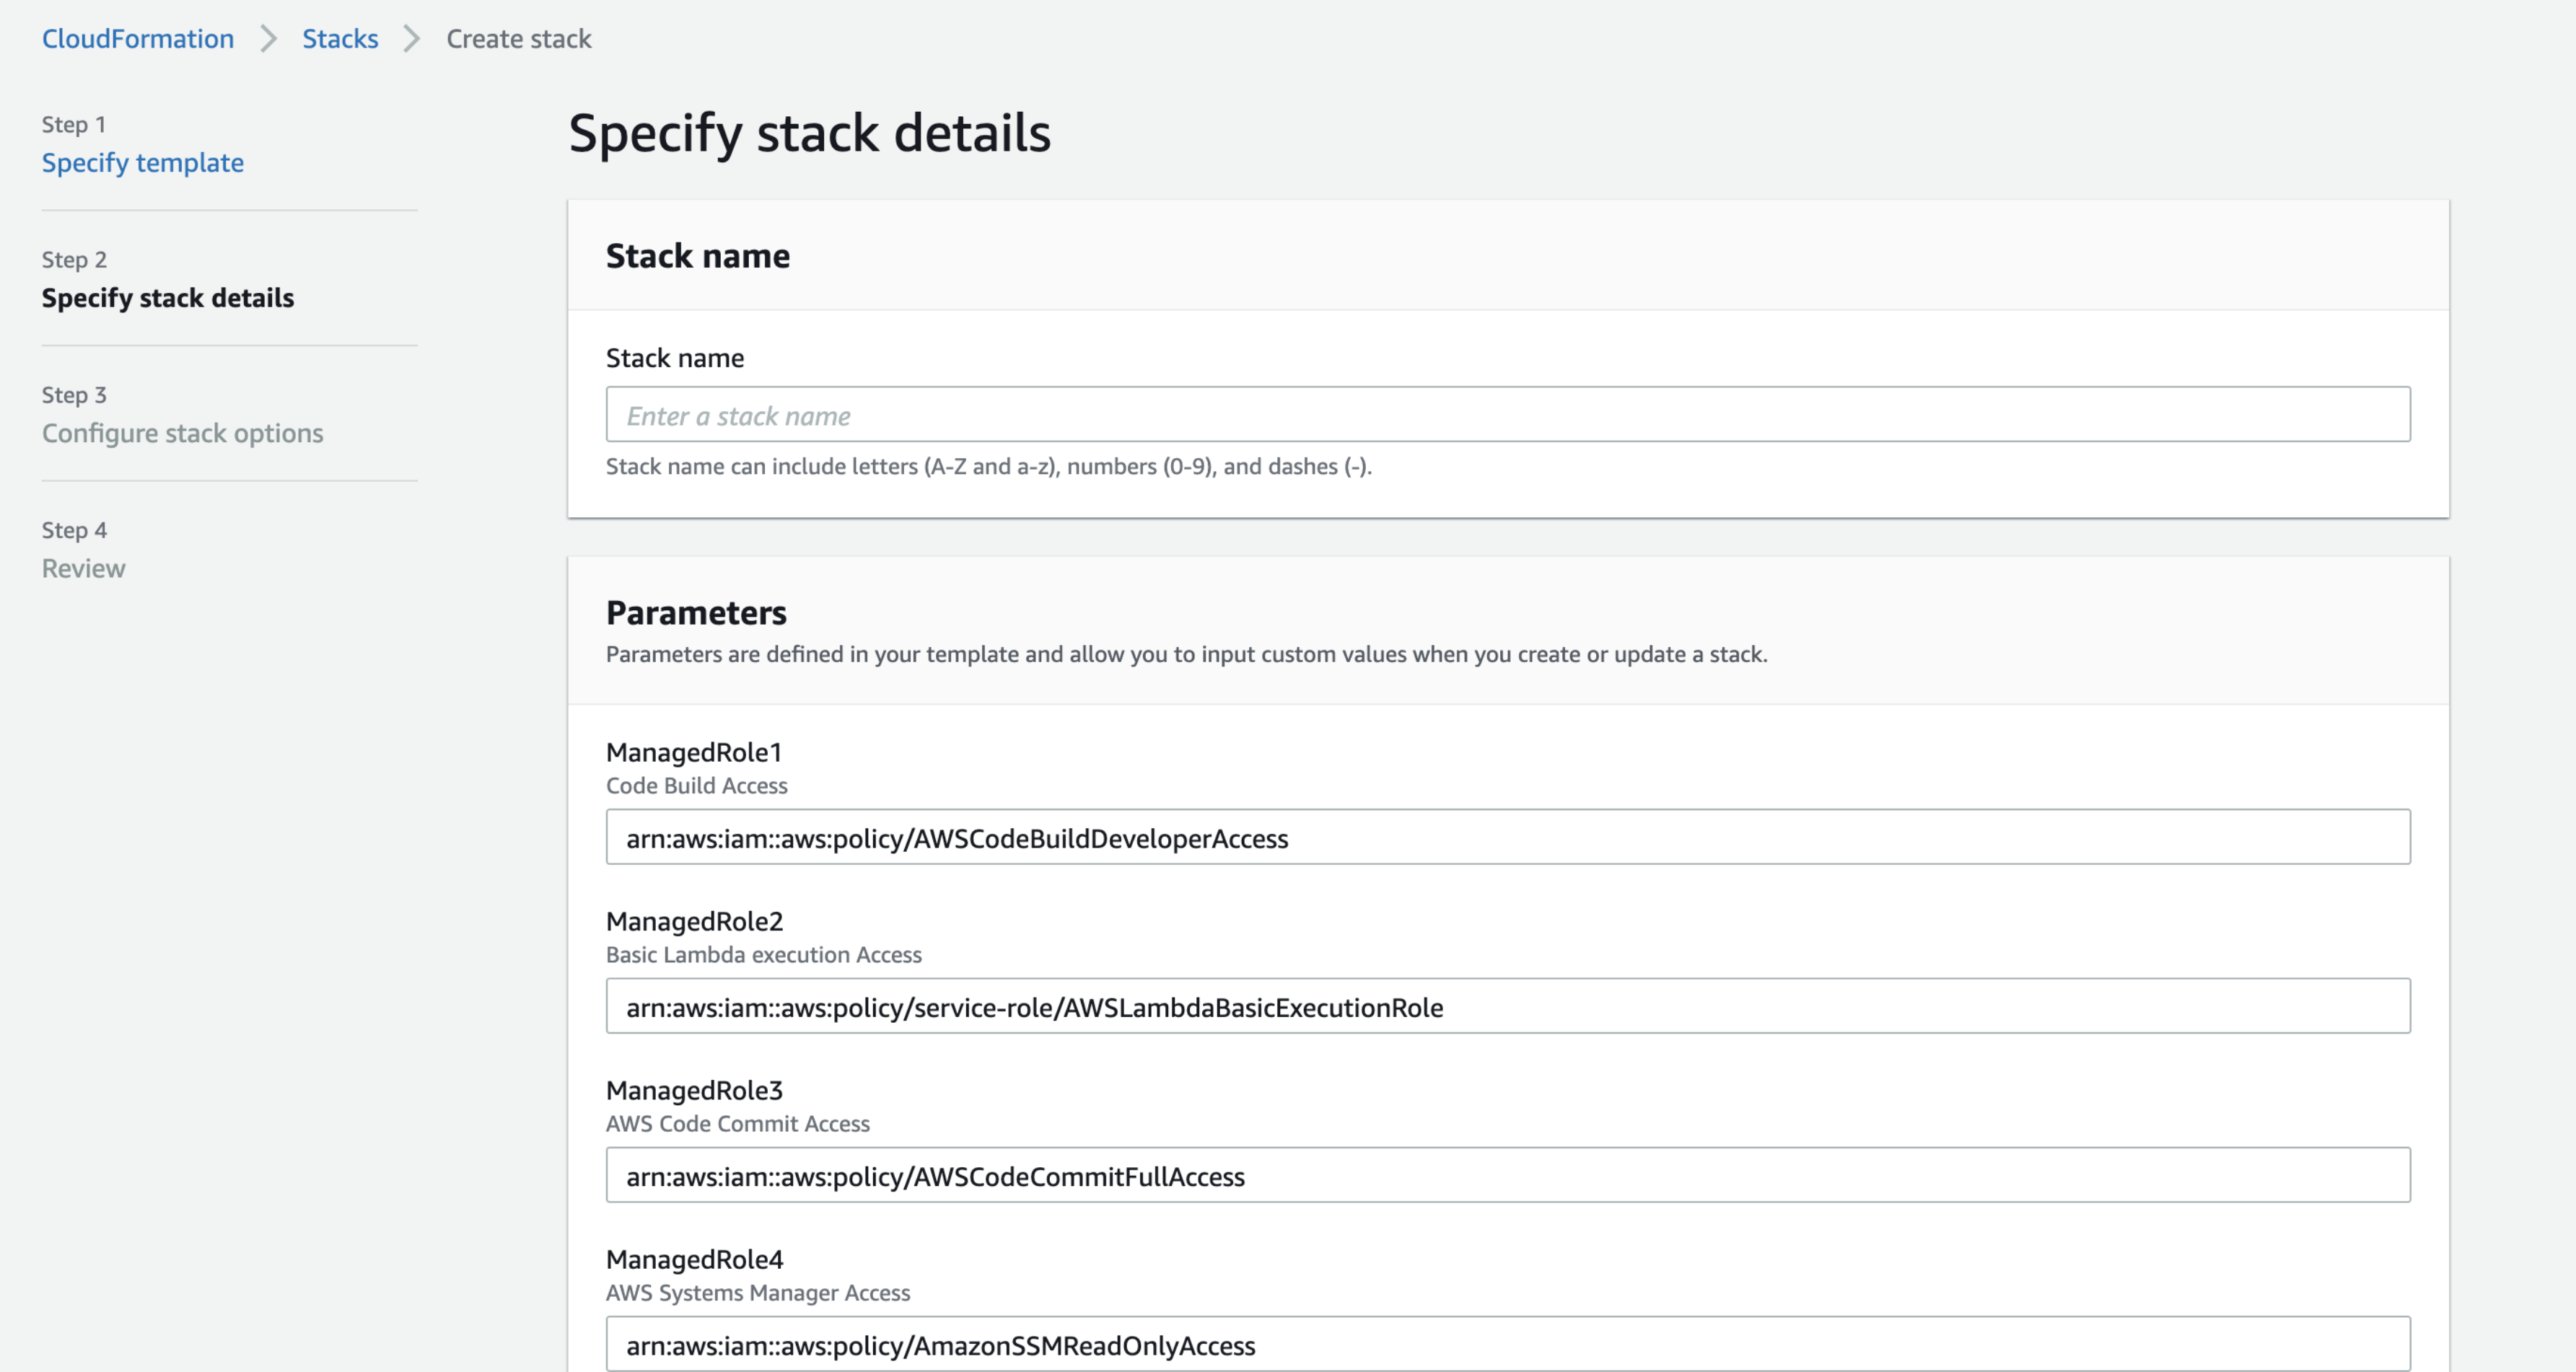 CloudFormation > Stacks > Create stack
Step 1
Specify template
Step 2
Specify stack details
Step 3
Configure stack options
Step 4
Review
Specify stack details
Stack name
Stack name
Enter a stack name
Stack name can include letters (A-Z and a-z), numbers (0-9), and dashes (-).
Parameters
Parameters are defined in your template and allow you to input custom values when you create or update a stack.
ManagedRole1
Code Build Access
arn:aws:iam::aws:policy/AWSCodeBuildDeveloperAccess
ManagedRole2
Basic Lambda execution Access
arn:aws:iam::aws:policy/service-role/AWSLambdaBasicExecutionRole
ManagedRole3
AWS Code Commit Access
arn:aws:iam::aws:policy/AWSCodeCommitFullAccess
ManagedRole4
AWS Systems Manager Access
arn:aws:iam::aws:policy/AmazonSSMReadOnlyAccess